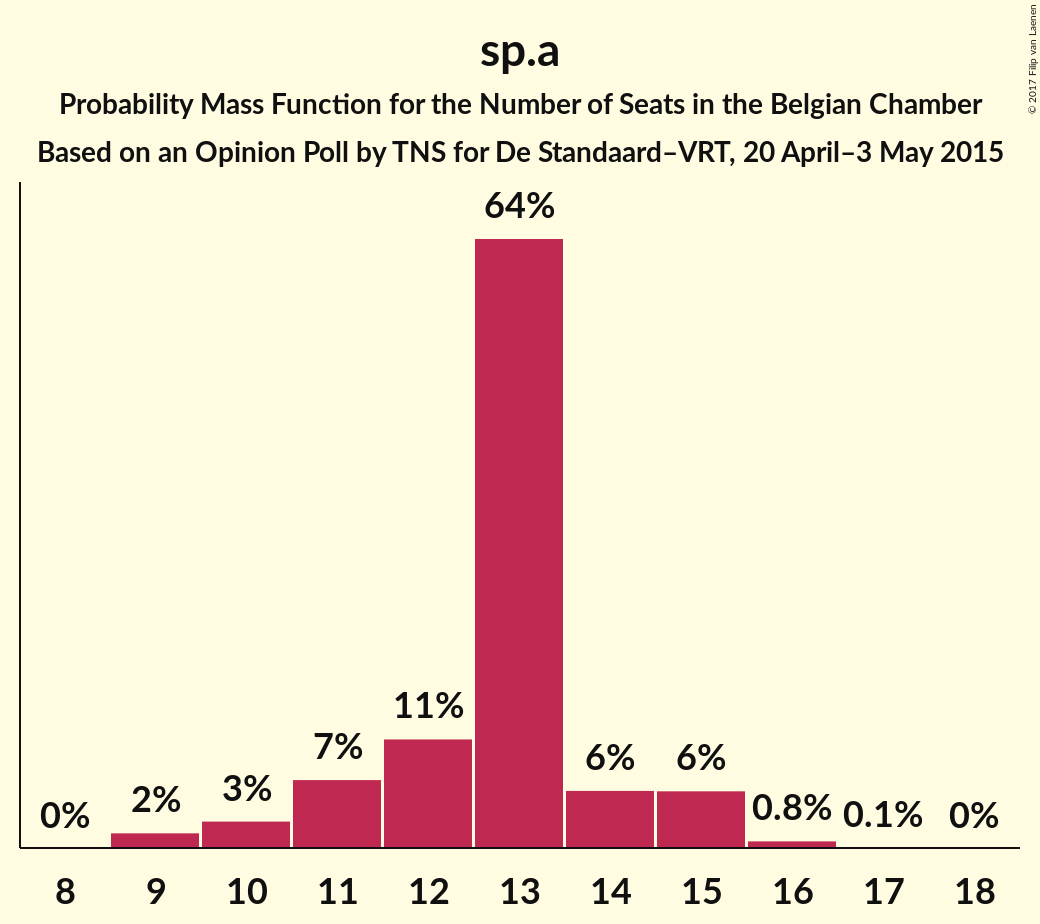 sp.a
Probability Mass Function for the Number of Seats in the Belgian Chamber
Based on an Opinion Poll by TNS for De Standaard–VRT, 20 April–3 May 2015
© 2017 Filip van Laenen
64%
11%
7%
6%
6%
3%
2%
0.8%
0.1%
0%
0%
8 9 10 11 12 13 14 15 16 17 18